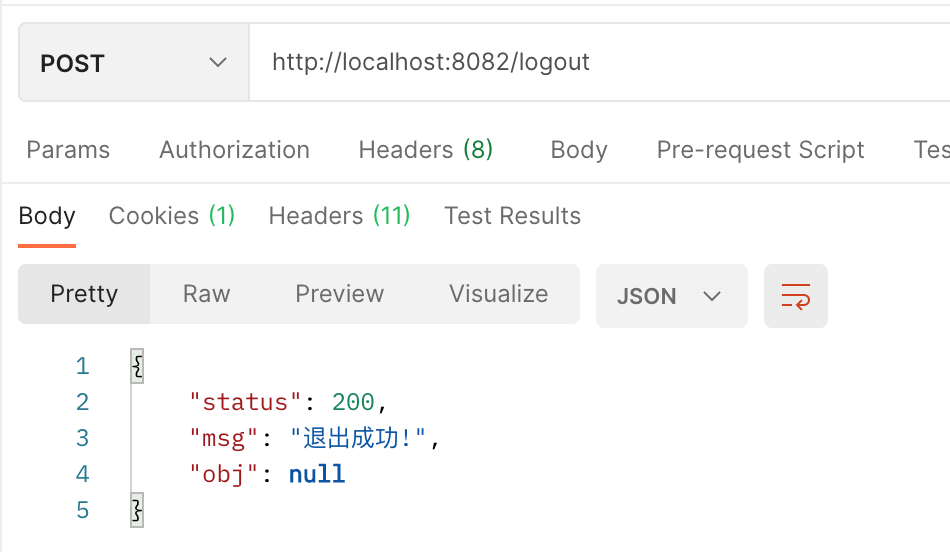 POST http://localhost:8082/logout
Params Authorization Headers (8) Body Pre-request Script Tes
Body Cookies (1) Headers (11) Test Results
Pretty Raw Preview Visualize JSON
1 {
2 "status": 200,
3 "msg": "退出成功!",
4 "obj": null
5 }